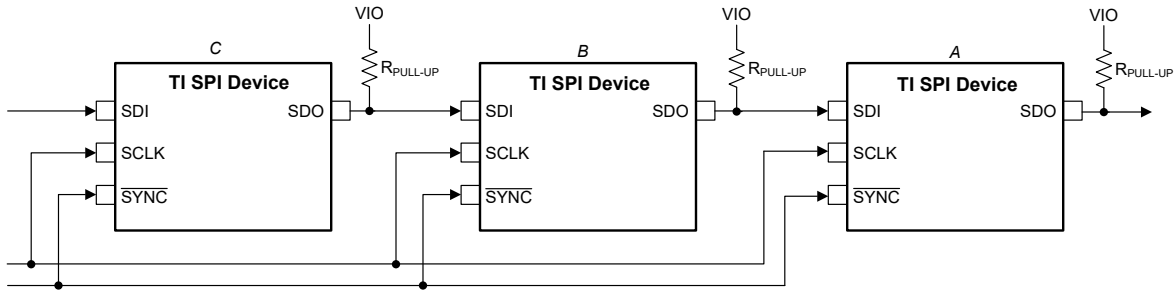 VIO
VIO
VIO
C
B
A
TI SPI Device
TI SPI Device
TI SPI Device
RPULL-UP
RPULL-UP
RPULL-UP
SDI
SDO
SDI
SDO
SDI
SDO
SCLK
SCLK
SCLK
SYNC
SYNC
SYNC